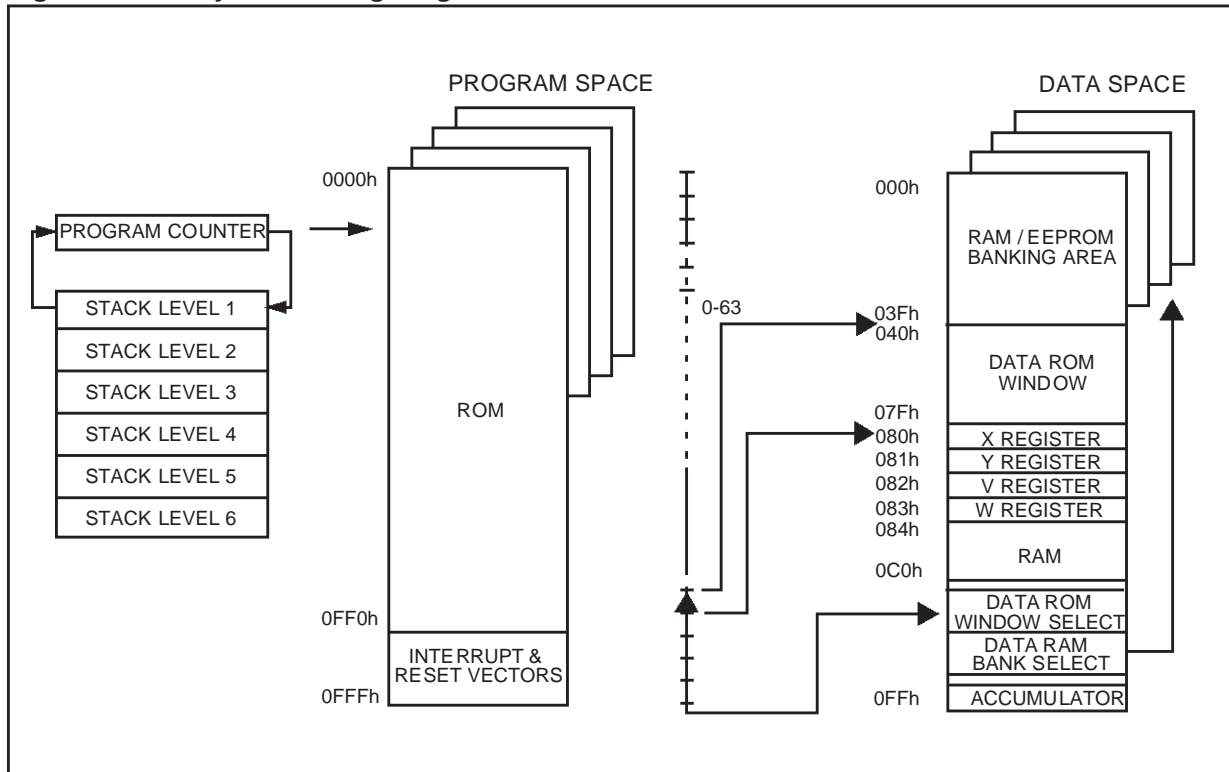 PROGRAM SPACE
DATA SPACE
0000h
PROGRAM COUNTER
STACK LEVEL 1
STACK LEVEL 2
STACK LEVEL 3
STACK LEVEL 4
STACK LEVEL 5
STACK LEVEL 6
ROM
0FF0h
INTERRUPT &
RESET VECTORS
0FFFh
0-63
000h
RAM / EEPROM
BANKING AREA
03Fh
040h
DATA ROM
WINDOW
07Fh
080h
X REGISTER
081h
Y REGISTER
082h
V REGISTER
083h
W REGISTER
084h
RAM
0C0h
DATA ROM
WINDOW SELECT
DATA RAM
BANK SELECT
0FFh
ACCUMULATOR